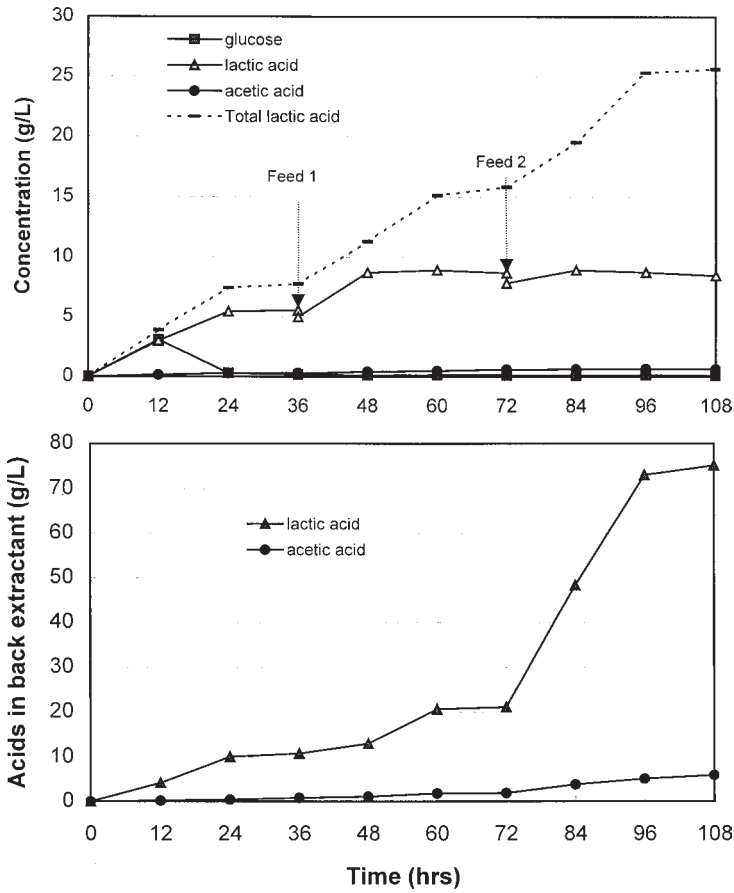 30
25
20
15
10
5
0
Concentration (g/L)
glucose
lactic acid
acetic acid
Total lactic acid
Feed 1
Feed 2
0 12 24 36 48 60 72 84 96 108
80
70
60
50
40
30
20
10
0
Acids in back extractant (g/L)
lactic acid
acetic acid
0 12 24 36 48 60 72 84 96 108
Time (hrs)